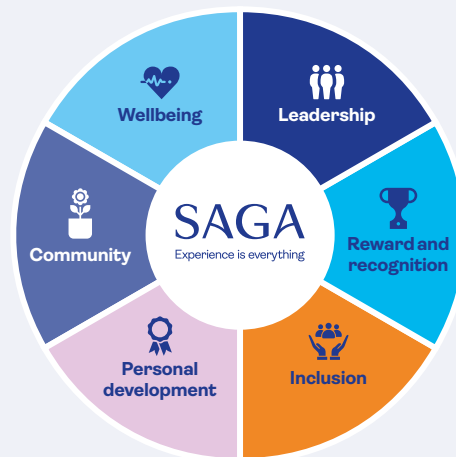 Wellbeing
Leadership
Community
SAGA
Experience is everything
Reward and
recognition
Personal
development
Inclusion